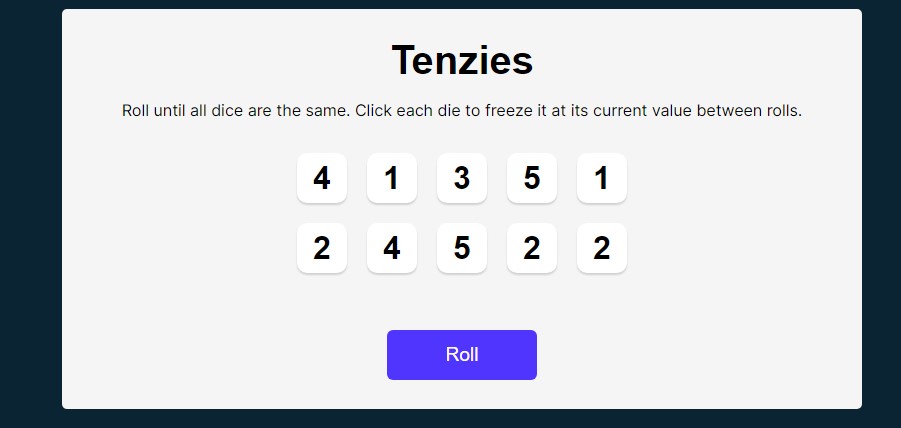 Tenzies
Roll until all dice are the same. Click each die to freeze it at its current value between rolls.
4 1 3 5 1
2 4 5 2 2
Roll